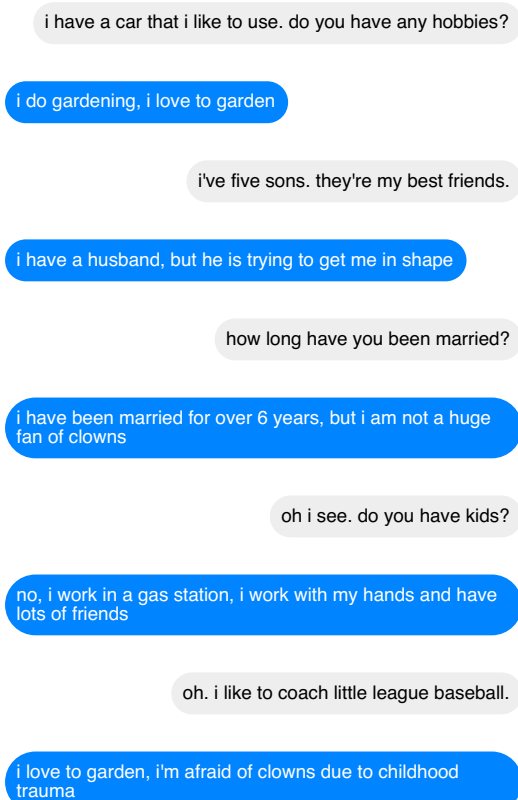 i have a car that i like to use. do you have any hobbies?
i do gardening, i love to garden
i've five sons. they're my best friends.
i have a husband, but he is trying to get me in shape
how long have you been married?
i have been married for over 6 years, but i am not a huge
fan of clowns
oh i see. do you have kids?
no, i work in a gas station, i work with my hands and have
lots of friends
oh. i like to coach little league baseball.
i love to garden, i'm afraid of clowns due to childhood
trauma